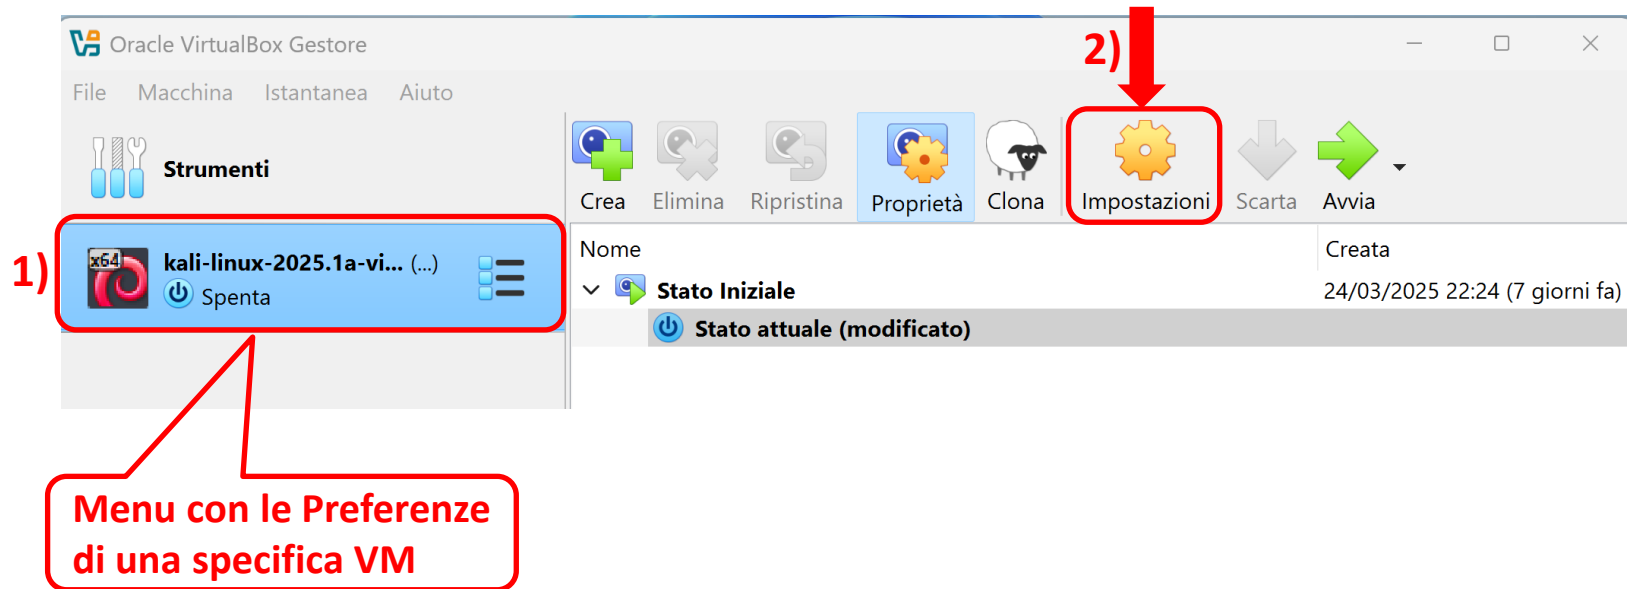 2)
Oracle VirtualBox Gestore
File Macchina Istantanea Aiuto
Strumenti
Crea Elimina Ripristina Proprietà Clona Impostazioni Scarta Avvia
1)
x64
kali-linux-2025.1a-vi... (...)
Spenta
Nome Creata
Stato Iniziale 24/03/2025 22:24 (7 giorni fa)
Stato attuale (modificato)
Menu con le Preferenze
di una specifica VM